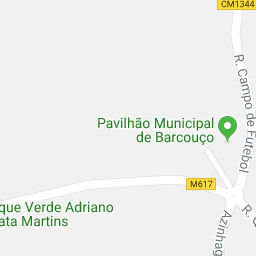 CM1344
R. Campo de Futebol
Pavilhão Municipal
de Barcouço
M617
que Verde Adriano
ata Martins
Azinhag